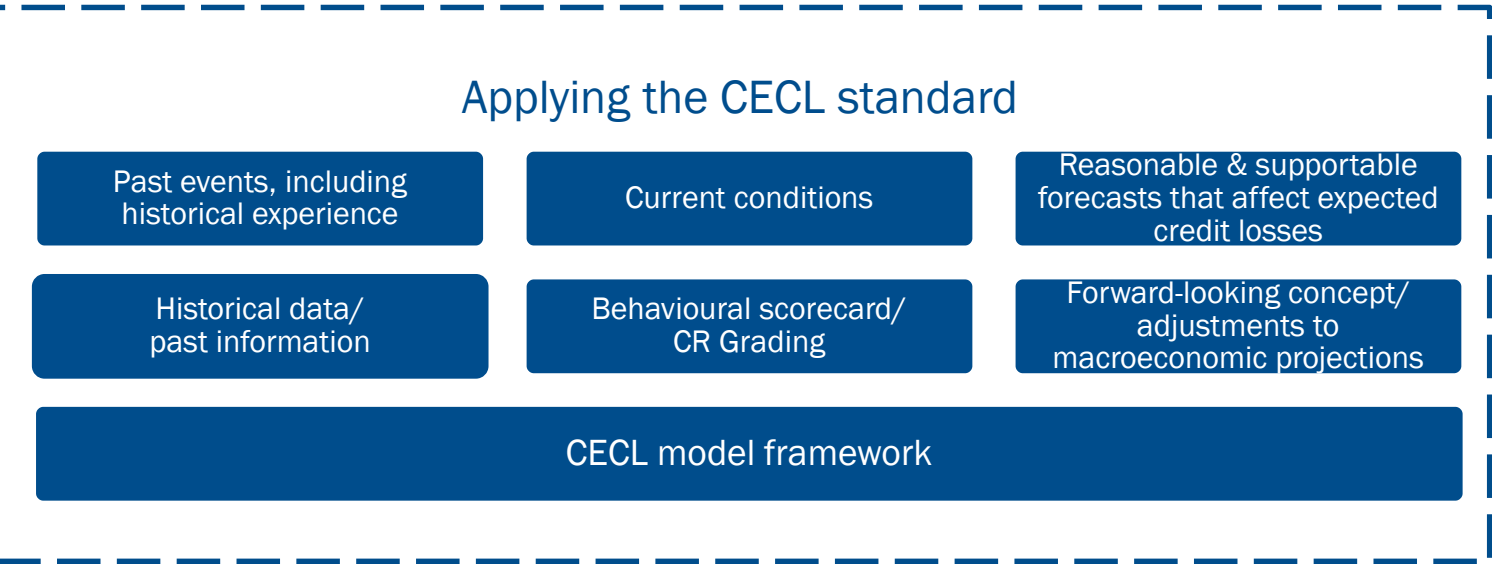 Applying the CECL standard
Past events, including
historical experience
Current conditions
Reasonable & supportable
forecasts that affect expected
credit losses
Historical data/
past information
Behavioural scorecard/
CR Grading
Forward-looking concept/
adjustments to
macroeconomic projections
CECL model framework